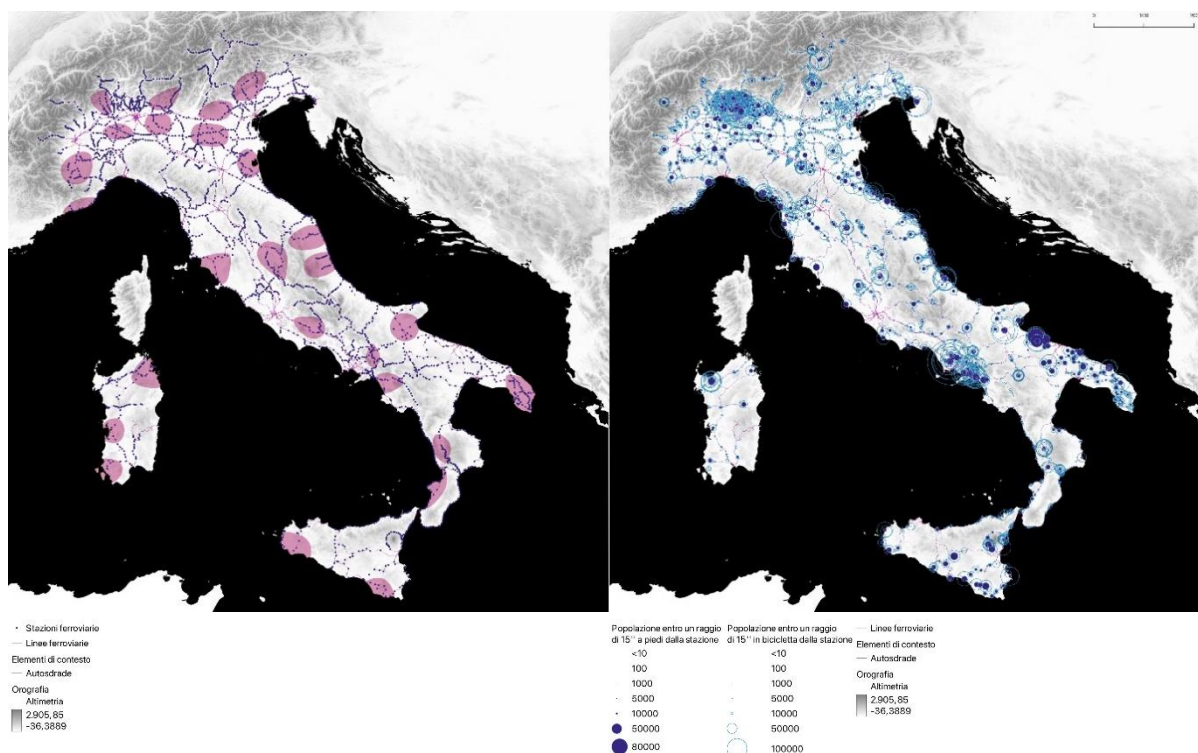 0 100 200
Stazioni ferroviarie
Linee ferroviarie
Elementi di contesto
Autosdrade
Orografia
Altimetria
2.905,85
-36,3889
Popolazione entro un raggio
di 15'' a piedi dalla stazione
<10
100
1000
5000
10000
50000
80000
Popolazione entro un raggio
di 15'' in bicicletta dalla stazione
<10
100
1000
5000
10000
50000
100000
Linee ferroviarie
Elementi di contesto
Autosdrade
Orografia
Altimetria
2.905,85
-36,3889